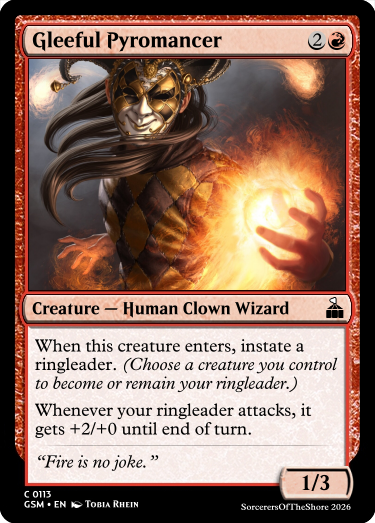 Gleeful Pyromancer 2
Creature — Human Clown Wizard
When this creature enters, instate a
ringleader. (Choose a creature you control
to become or remain your ringleader.)
Whenever your ringleader attacks, it
gets +2/+0 until end of turn.
“Fire is no joke.”
1/3
C 0113
GSM • EN Tobia Rhein
SorcerersOfTheShore 2026